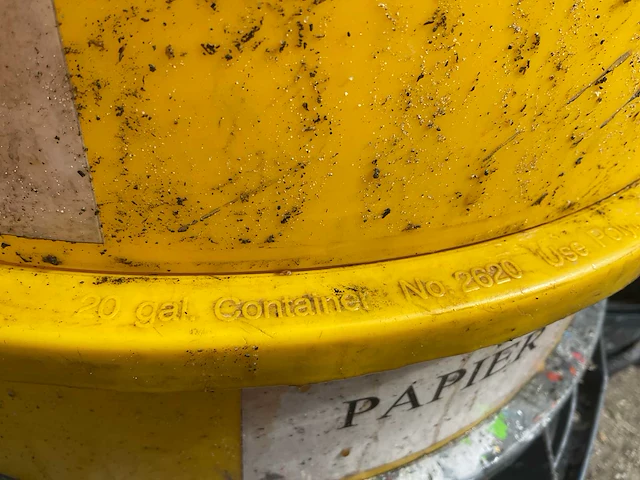 20 gal. Container No. 2620 Use
PAPIER